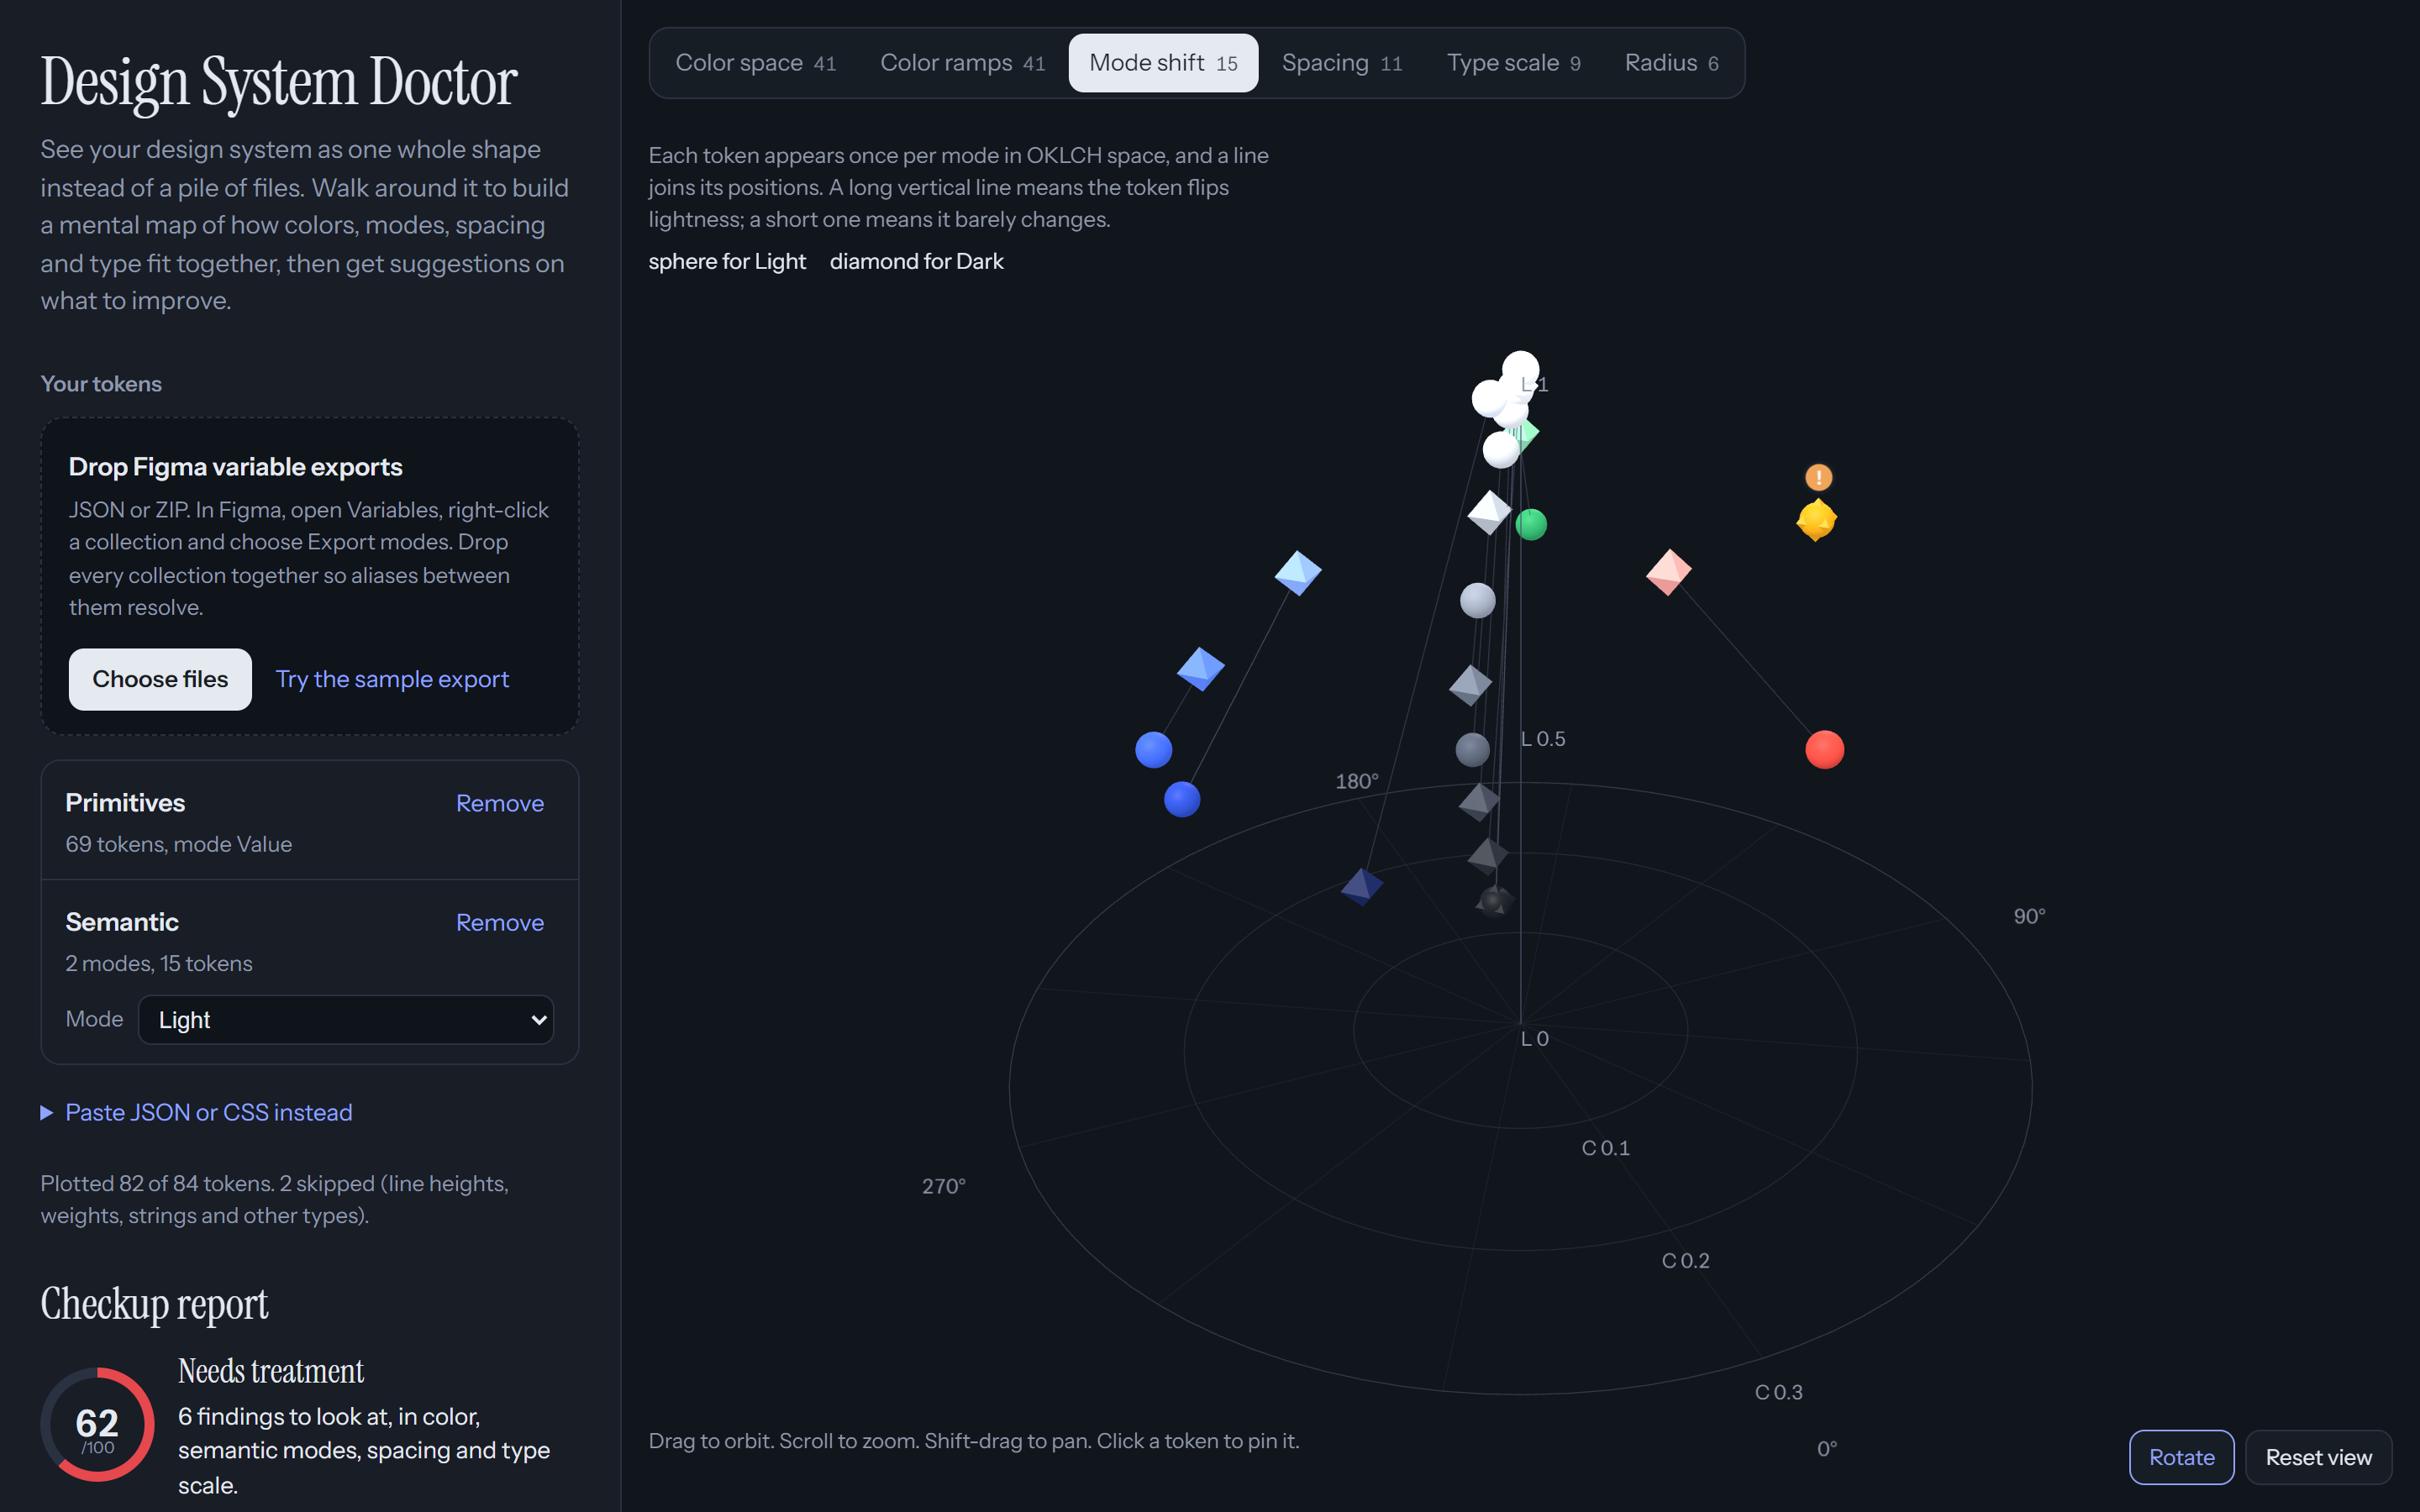 Design System Doctor
See your design system as one whole shape
instead of a pile of files. Walk around it to build
a mental map of how colors, modes, spacing
and type fit together, then get suggestions on
what to improve.
Your tokens
Drop Figma variable exports
JSON or ZIP. In Figma, open Variables, right-click
a collection and choose Export modes. Drop
every collection together so aliases between
them resolve.
Choose files
Try the sample export
Primitives
Remove
69 tokens, mode Value
Semantic
Remove
2 modes, 15 tokens
Mode
Light
Paste JSON or CSS instead
Plotted 82 of 84 tokens. 2 skipped (line heights,
weights, strings and other types).
Checkup report
62
/100
Needs treatment
6 findings to look at, in color,
semantic modes, spacing and type
scale.
Color space 41
Color ramps 41
Mode shift 15
Spacing 11
Type scale 9
Radius 6
Each token appears once per mode in OKLCH space, and a line
joins its positions. A long vertical line means the token flips
lightness; a short one means it barely changes.
sphere for Light
diamond for Dark
L 1
!
L 0.5
180°
90°
L 0
C 0.1
270°
C 0.2
C 0.3
0°
Drag to orbit. Scroll to zoom. Shift-drag to pan. Click a token to pin it.
Rotate
Reset view